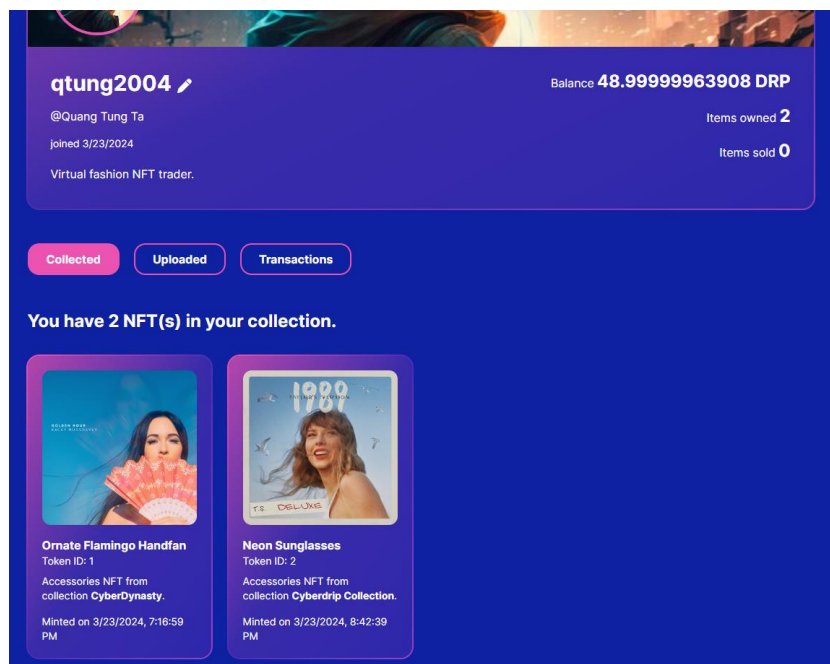 qtung2004
Balance 48.99999963908 DRP
@Quang Tung Ta
Items owned 2
joined 3/23/2024
Items sold 0
Virtual fashion NFT trader.
Collected
Uploaded
Transactions
You have 2 NFT(s) in your collection.
GOLDEN HOUR
KACEY MUSGRAVES
Ornate Flamingo Handfan
Token ID: 1
Accessories NFT from
collection CyberDynasty.
Minted on 3/23/2024, 7:16:59
PM
1989
TAYLOR'S VERSION
T.S. DELUXE
Neon Sunglasses
Token ID: 2
Accessories NFT from
collection Cyberdrip Collection.
Minted on 3/23/2024, 8:42:39
PM